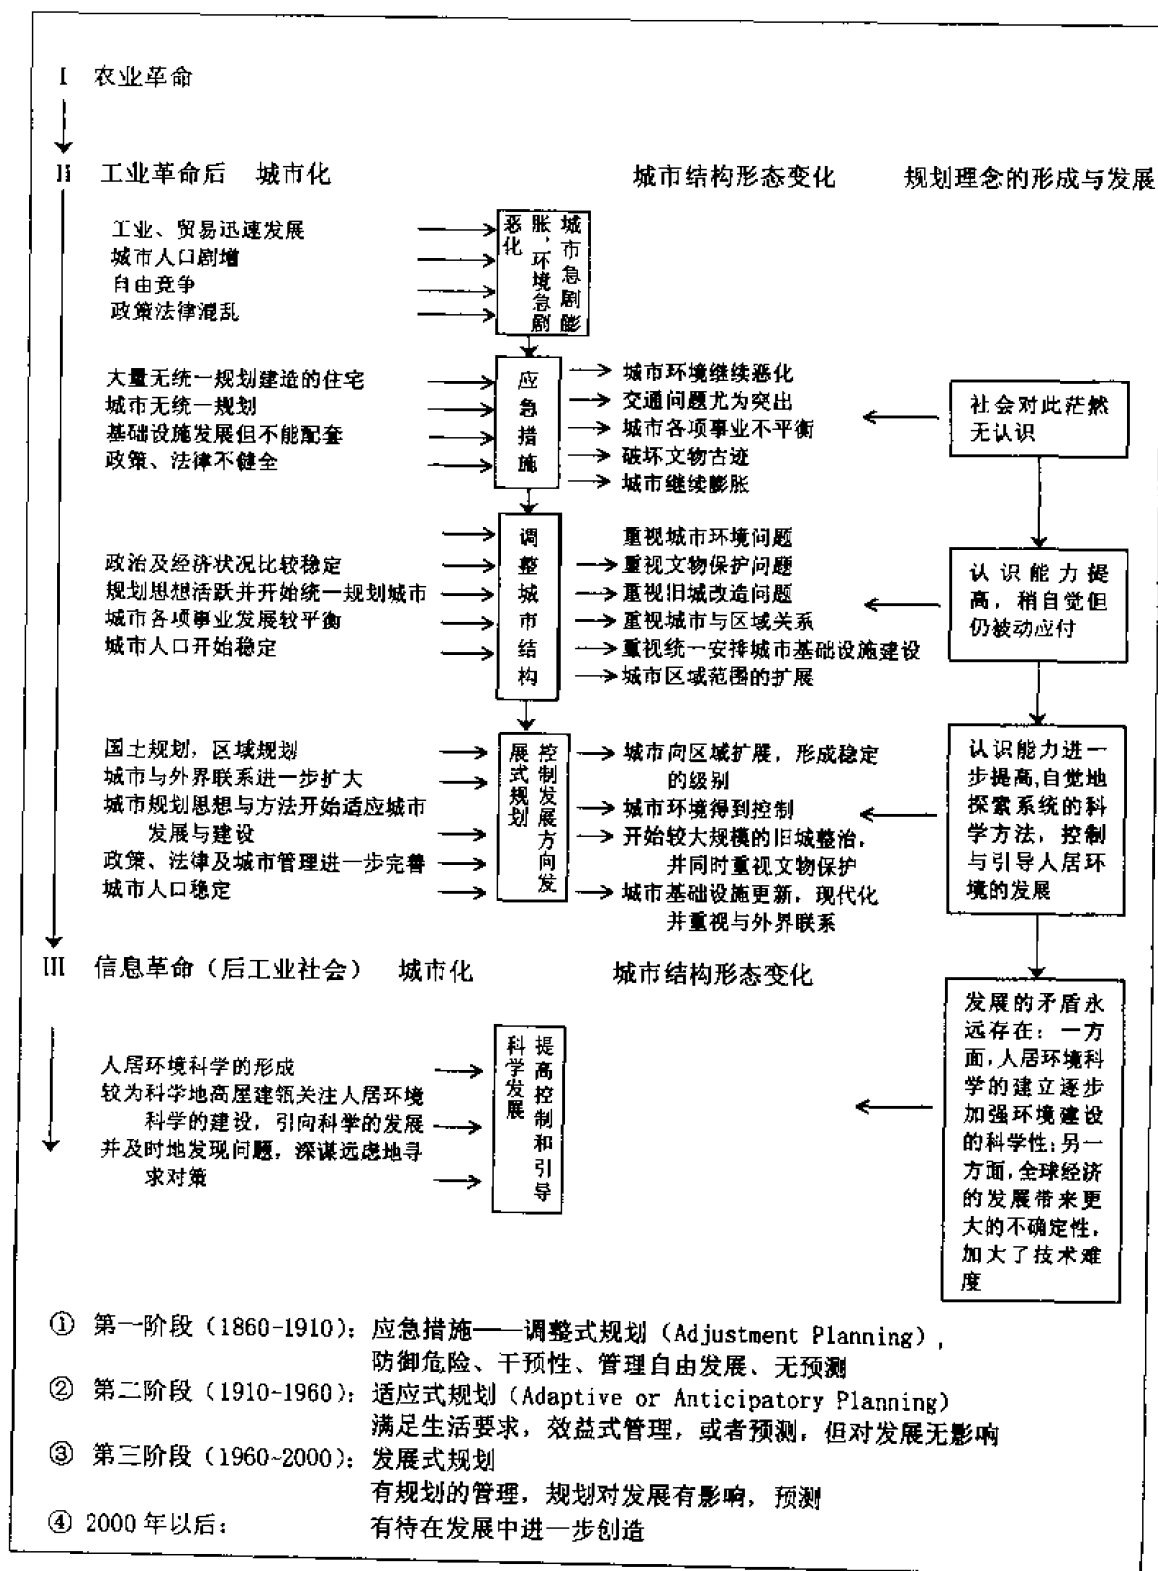 I 农业革命
II 工业革命后 城市化 城市结构形态变化 规划理念的形成与发展
工业、贸易迅速发展
城市人口剧增
自由竞争
政策法律混乱
城市急剧膨
胀、环境急剧
恶化
大量无统一规划建造的住宅
城市无统一规划
基础设施发展但不能配套
政策、法律不健全
应急措施
城市环境继续恶化
交通问题尤为突出
城市各项事业不平衡
破坏文物古迹
城市继续膨胀
社会对此茫然
无认识
政治及经济状况比较稳定
规划思想活跃并开始统一规划城市
城市各项事业发展较平衡
城市人口开始稳定
调整城市结构
重视城市环境问题
重视文物保护问题
重视旧城改造问题
重视城市与区域关系
重视统一安排城市基础设施建设
城市区域范围的扩展
认识能力提
高，稍自觉但
仍被动应付
国土规划，区域规划
城市与外界联系进一步扩大
城市规划思想与方法开始适应城市
发展与建设
政策、法律及城市管理进一步完善
城市人口稳定
控制发展方向发
展式规划
城市向区域扩展，形成稳定
的级别
城市环境得到控制
开始较大规模的旧城整治，
并同时重视文物保护
城市基础设施更新，现代化
并重视与外界联系
认识能力进一
步提高，自觉地
探索系统的科
学方法，控制
与引导人居环
境的发展
III 信息革命（后工业社会） 城市化 城市结构形态变化
人居环境科学的形成
较为科学地高屋建瓴关注人居环境
科学的建设，引向科学的发展
并及时地发现问题，深谋远虑地寻
求对策
提高控制和引导
科学发展
发展的矛盾永
远存在：一方
面，人居环境科
学的建立逐步
加强环境建设
的科学性；另一
方面，全球经济
的发展带来更
大的不确定性，
加大了技术难
度
① 第一阶段（1860-1910）：应急措施——调整式规划（Adjustment Planning），
防御危险、干预性、管理自由发展、无预测
② 第二阶段（1910-1960）：适应式规划（Adaptive or Anticipatory Planning）
满足生活要求，效益式管理，或者预测，但对发展无影响
③ 第三阶段（1960-2000）：发展式规划
有规划的管理，规划对发展有影响，预测
④ 2000年以后： 有待在发展中进一步创造